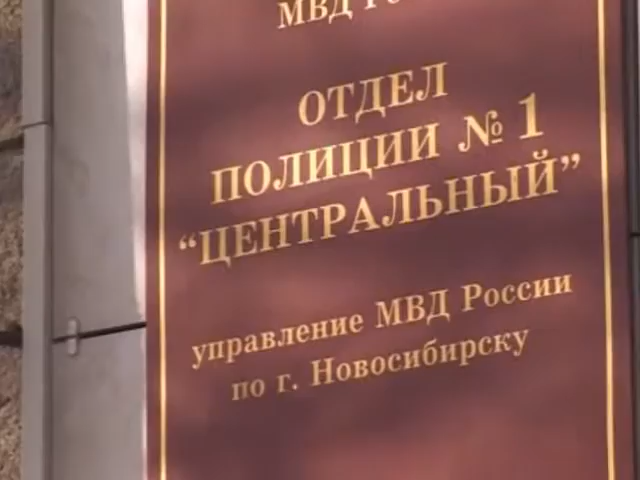 МВД
ОТДЕЛ
ПОЛИЦИИ № 1
“ЦЕНТРАЛЬНЫЙ”
управление МВД России
по г. Новосибирску